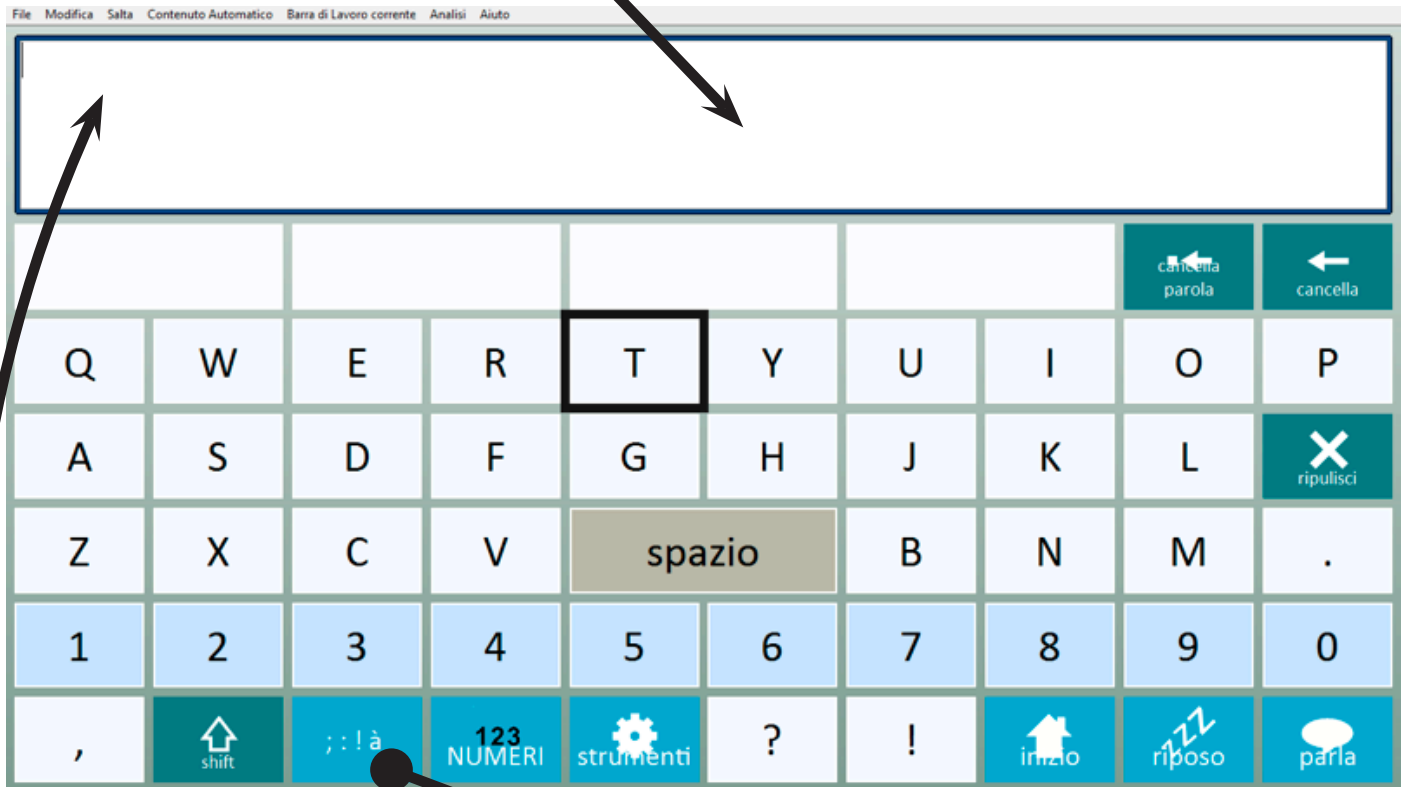 File Modifica Salta Contenuto Automatico Barra di Lavoro corrente Analisi Aiuto
cancella parola cancella
Q W E R T Y U I O P
A S D F G H J K L ripulisci
Z X C V spazio B N M .
1 2 3 4 5 6 7 8 9 0
, shift ; : ! à 123 NUMERI strumenti ? ! inizio riposo zzz parla